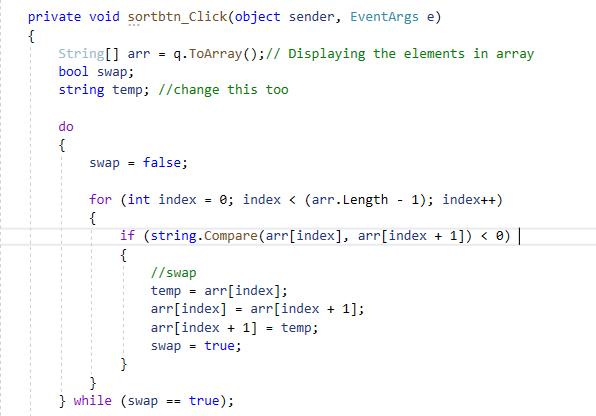 private void sortbtn_Click(object sender, EventArgs e)
{
String[] arr = q.ToArray();// Displaying the elements in array
bool swap;
string temp; //change this too
do
{
swap = false;
for (int index = 0; index < (arr.Length - 1); index++)
{
if (string.Compare(arr[index], arr[index + 1]) < 0)
{
//swap
temp = arr[index];
arr[index] = arr[index + 1];
arr[index + 1] = temp;
swap = true;
}
}
} while (swap == true);